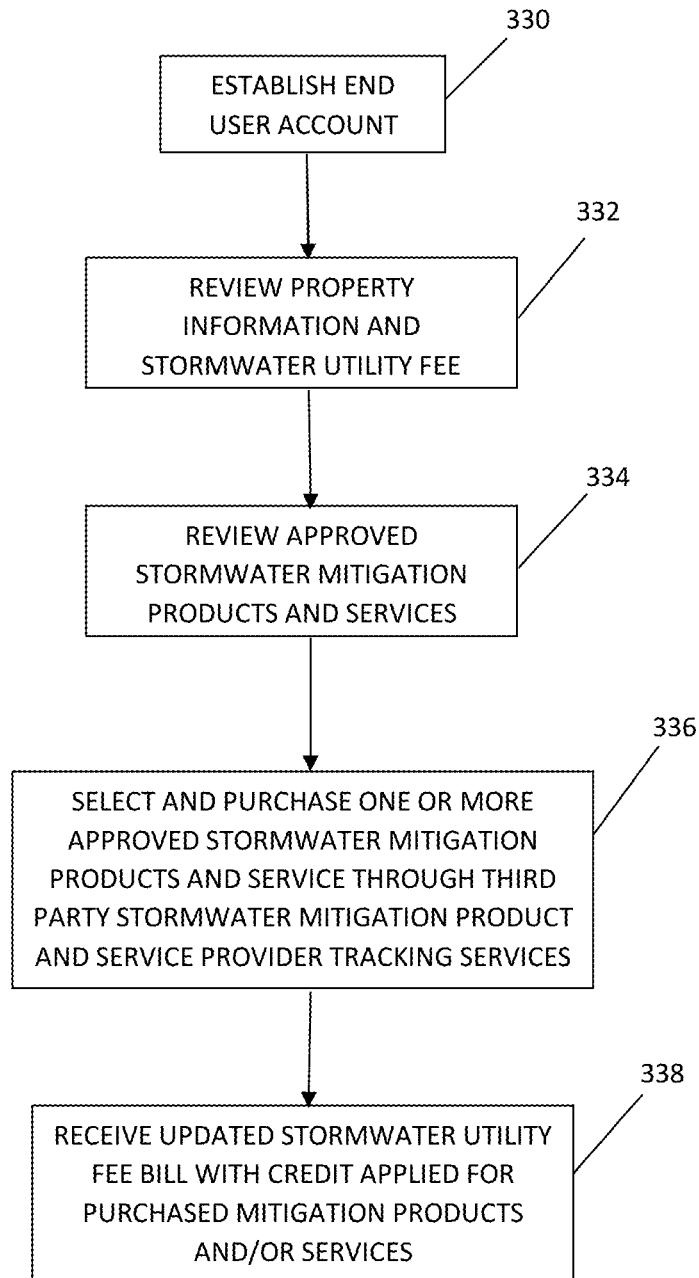 330
ESTABLISH END
USER ACCOUNT
332
REVIEW PROPERTY
INFORMATION AND
STORMWATER UTILITY FEE
334
REVIEW APPROVED
STORMWATER MITIGATION
PRODUCTS AND SERVICES
336
SELECT AND PURCHASE ONE OR MORE
APPROVED STORMWATER MITIGATION
PRODUCTS AND SERVICE THROUGH THIRD
PARTY STORMWATER MITIGATION PRODUCT
AND SERVICE PROVIDER TRACKING SERVICES
338
RECEIVE UPDATED STORMWATER UTILITY
FEE BILL WITH CREDIT APPLIED FOR
PURCHASED MITIGATION PRODUCTS
AND/OR SERVICES